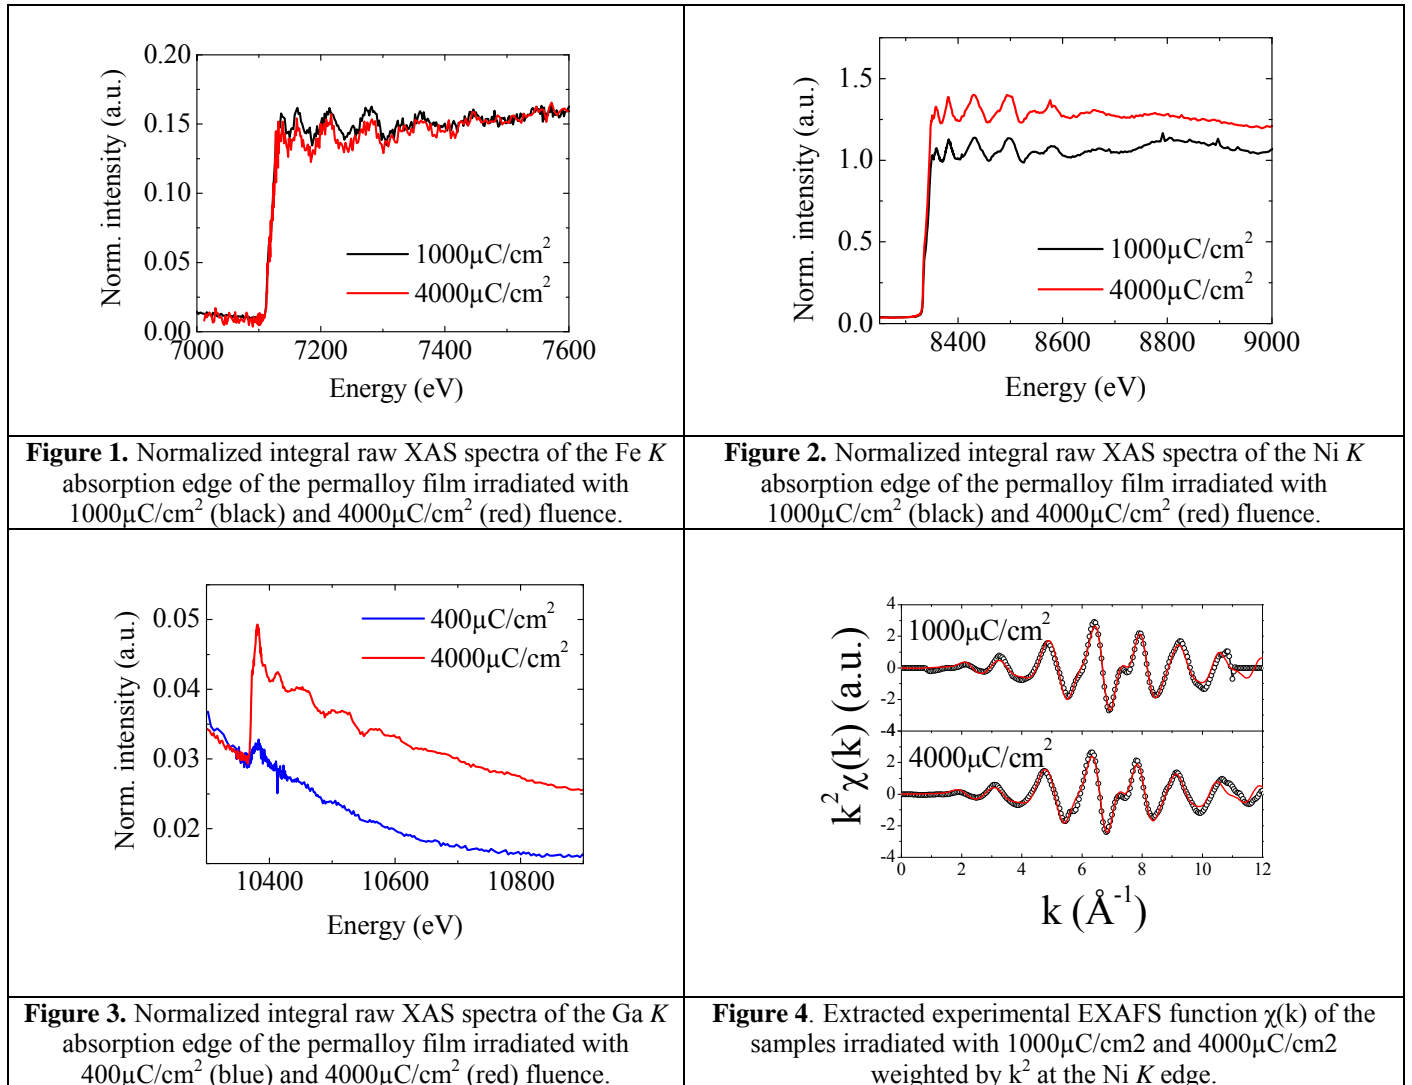 0.20
0.15
0.10
0.05
0.00
7000
7200
7400
7600
Norm. intensity (a.u.)
Energy (eV)
1000µC/cm²
4000µC/cm²
1.5
1.0
0.5
0.0
8400
8600
8800
9000
Norm. intensity (a.u.)
Energy (eV)
1000µC/cm²
4000µC/cm²
Figure 1. Normalized integral raw XAS spectra of the Fe K
absorption edge of the permalloy film irradiated with
1000µC/cm² (black) and 4000µC/cm² (red) fluence.
Figure 2. Normalized integral raw XAS spectra of the Ni K
absorption edge of the permalloy film irradiated with
1000µC/cm² (black) and 4000µC/cm² (red) fluence.
0.05
0.04
0.03
0.02
10400
10600
10800
Norm. intensity (a.u.)
Energy (eV)
400µC/cm²
4000µC/cm²
4
2
0
-2
-4
1000µC/cm²
4
2
0
-2
-4
4000µC/cm²
0
2
4
6
8
10
12
k² χ(k) (a.u.)
k (Å⁻¹)
Figure 3. Normalized integral raw XAS spectra of the Ga K
absorption edge of the permalloy film irradiated with
400µC/cm² (blue) and 4000µC/cm² (red) fluence.
Figure 4. Extracted experimental EXAFS function χ(k) of the
samples irradiated with 1000µC/cm2 and 4000µC/cm2
weighted by k² at the Ni K edge.